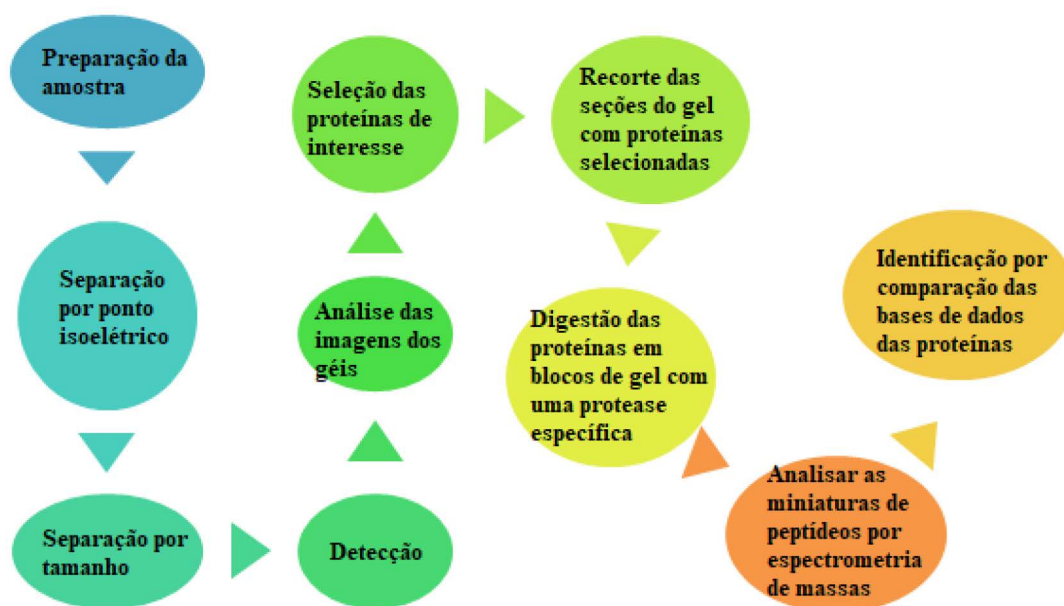 Preparação da
amostra
Separação
por ponto
isoelétrico
Separação por
tamanho
Detecção
Análise das
imagens dos
géis
Seleção das
proteínas de
interesse
Recorte das
seções do gel
com proteínas
selecionadas
Digestão das
proteínas em
blocos de gel com
uma protease
específica
Analisar as
miniaturas de
peptídeos por
espectrometria
de massas
Identificação por
comparação das
bases de dados
das proteínas